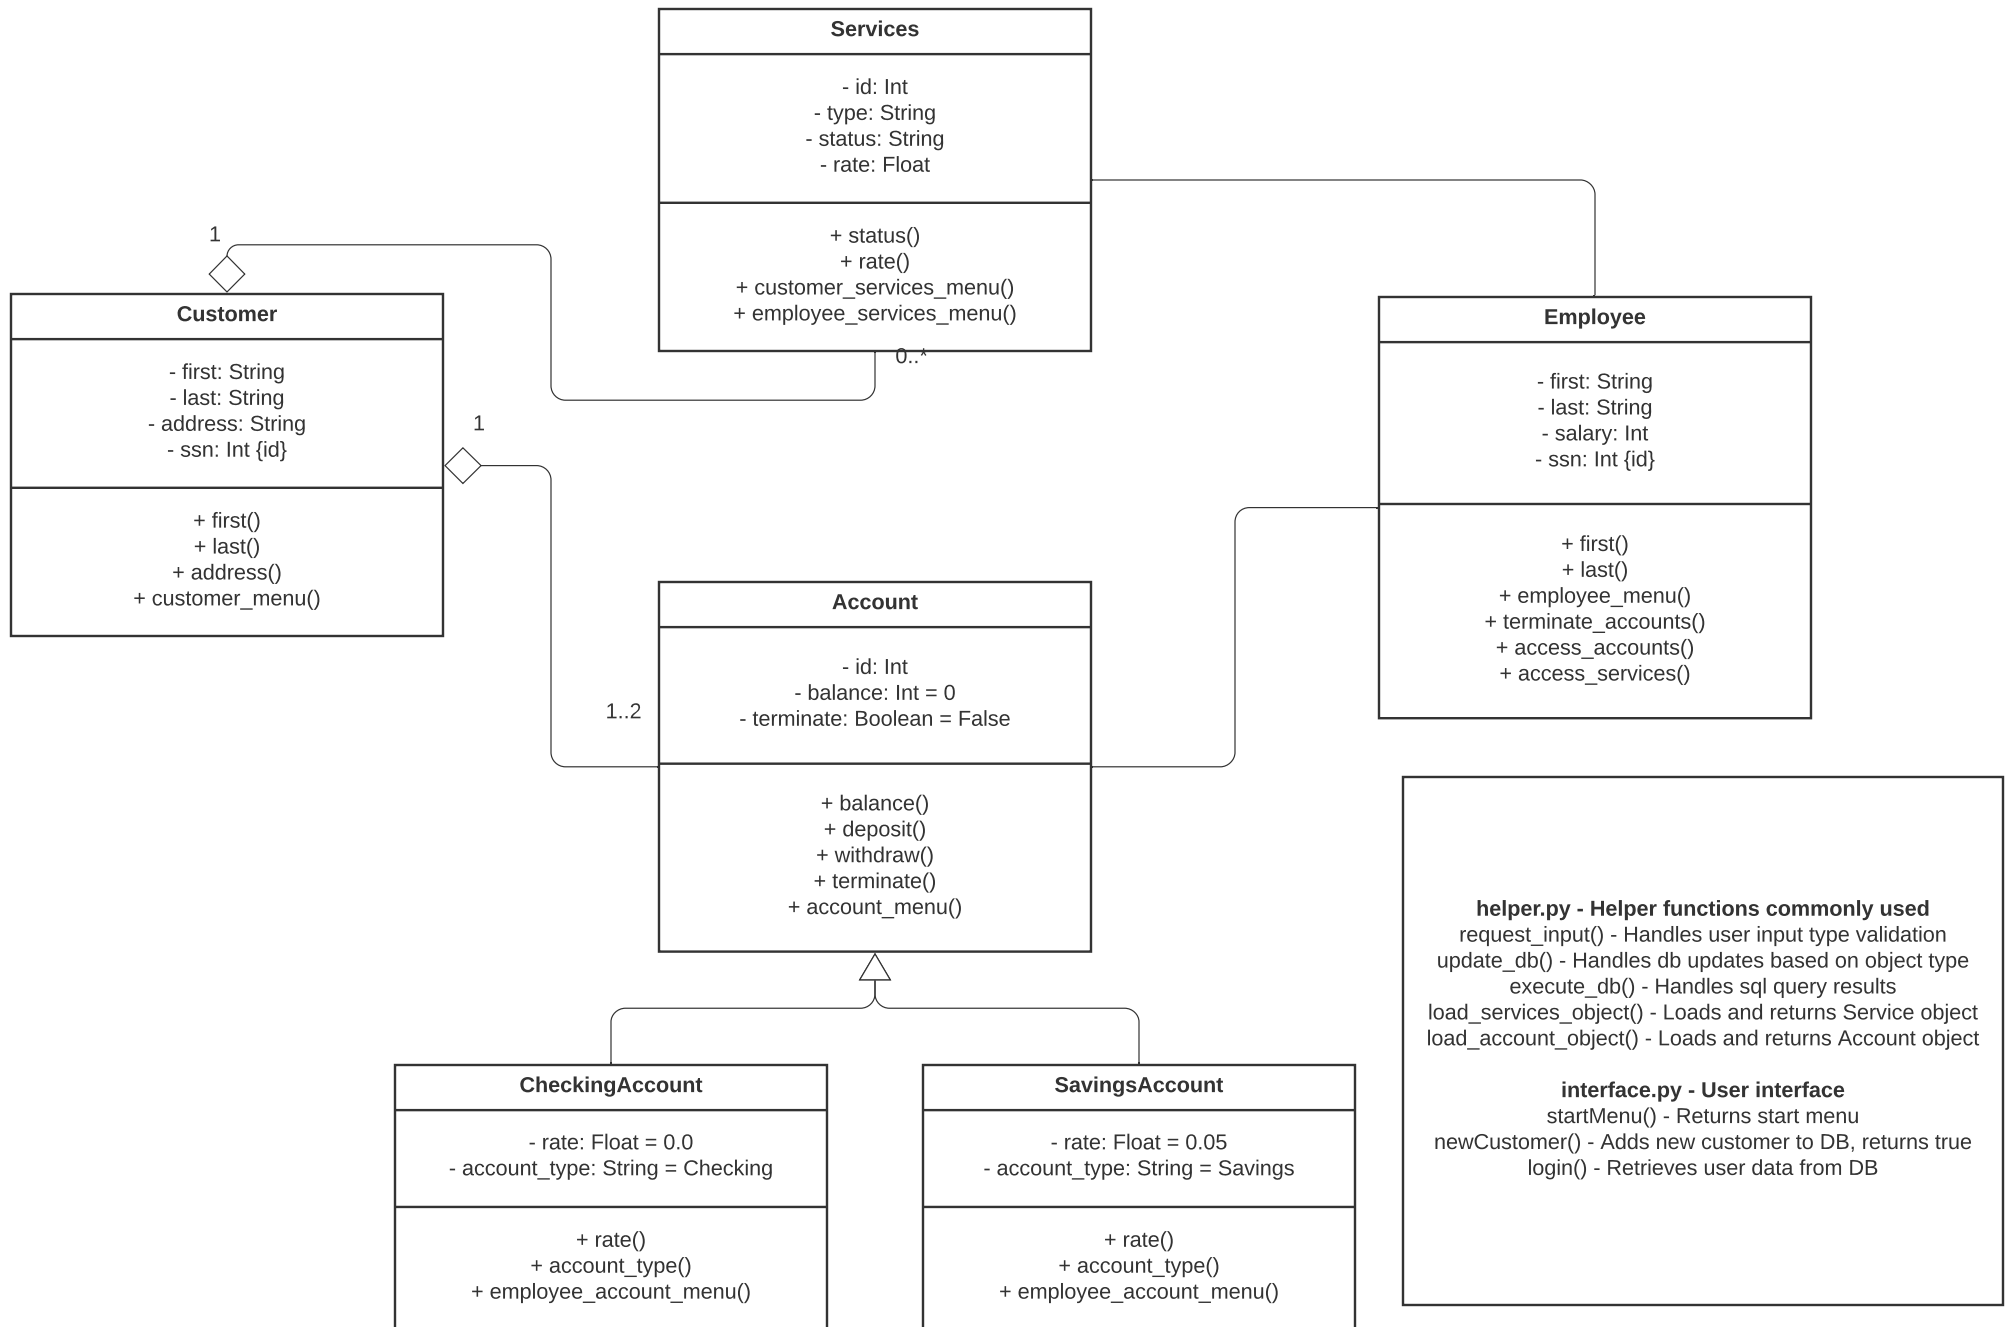 Services
- id: Int
- type: String
- status: String
- rate: Float
+ status()
+ rate()
+ customer_services_menu()
+ employee_services_menu()
0..*
1
Customer
- first: String
- last: String
- address: String
- ssn: Int {id}
+ first()
+ last()
+ address()
+ customer_menu()
1
Employee
- first: String
- last: String
- salary: Int
- ssn: Int {id}
+ first()
+ last()
+ employee_menu()
+ terminate_accounts()
+ access_accounts()
+ access_services()
1..2
Account
- id: Int
- balance: Int = 0
- terminate: Boolean = False
+ balance()
+ deposit()
+ withdraw()
+ terminate()
+ account_menu()
CheckingAccount
- rate: Float = 0.0
- account_type: String = Checking
+ rate()
+ account_type()
+ employee_account_menu()
SavingsAccount
- rate: Float = 0.05
- account_type: String = Savings
+ rate()
+ account_type()
+ employee_account_menu()
helper.py - Helper functions commonly used
request_input() - Handles user input type validation
update_db() - Handles db updates based on object type
execute_db() - Handles sql query results
load_services_object() - Loads and returns Service object
load_account_object() - Loads and returns Account object
interface.py - User interface
startMenu() - Returns start menu
newCustomer() - Adds new customer to DB, returns true
login() - Retrieves user data from DB